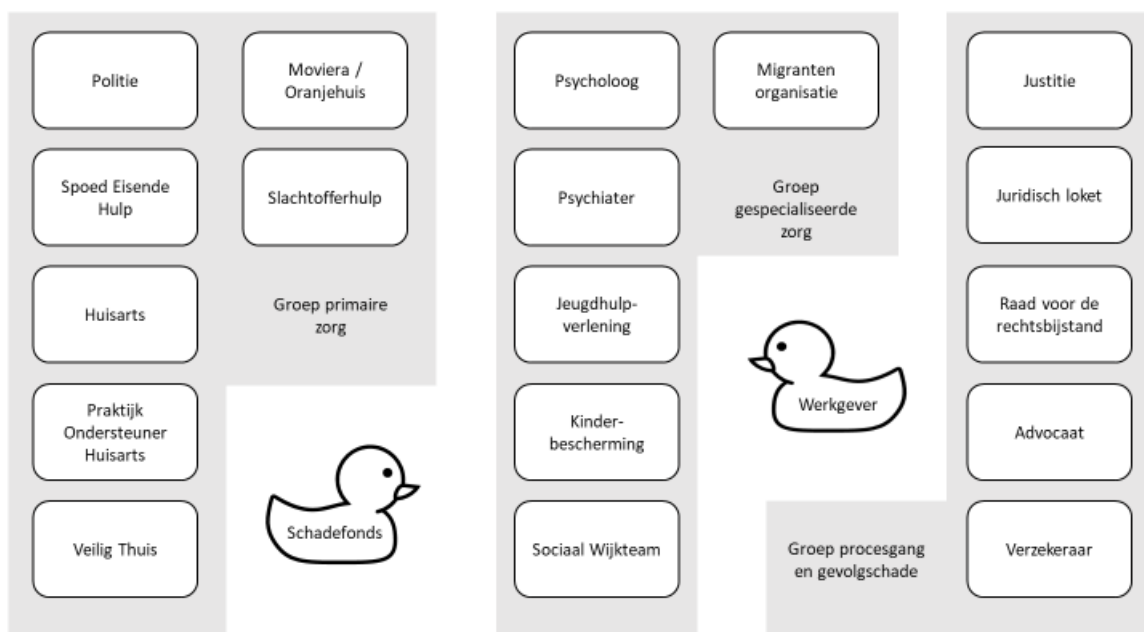 Politie
Moviera /
Oranjehuis
Spoed Eisende
Hulp
Slachtofferhulp
Huisarts
Groep primaire
zorg
Praktijk
Ondersteuner
Huisarts
Veilig Thuis
Schadefonds
Psycholoog
Migranten
organisatie
Psychiater
Groep
gespecialiseerde
zorg
Jeugdhulp-
verlening
Werkgever
Kinder-
bescherming
Sociaal Wijkteam
Justitie
Juridisch loket
Raad voor de
rechtsbijstand
Advocaat
Groep procesgang
en gevolgschade
Verzekeraar